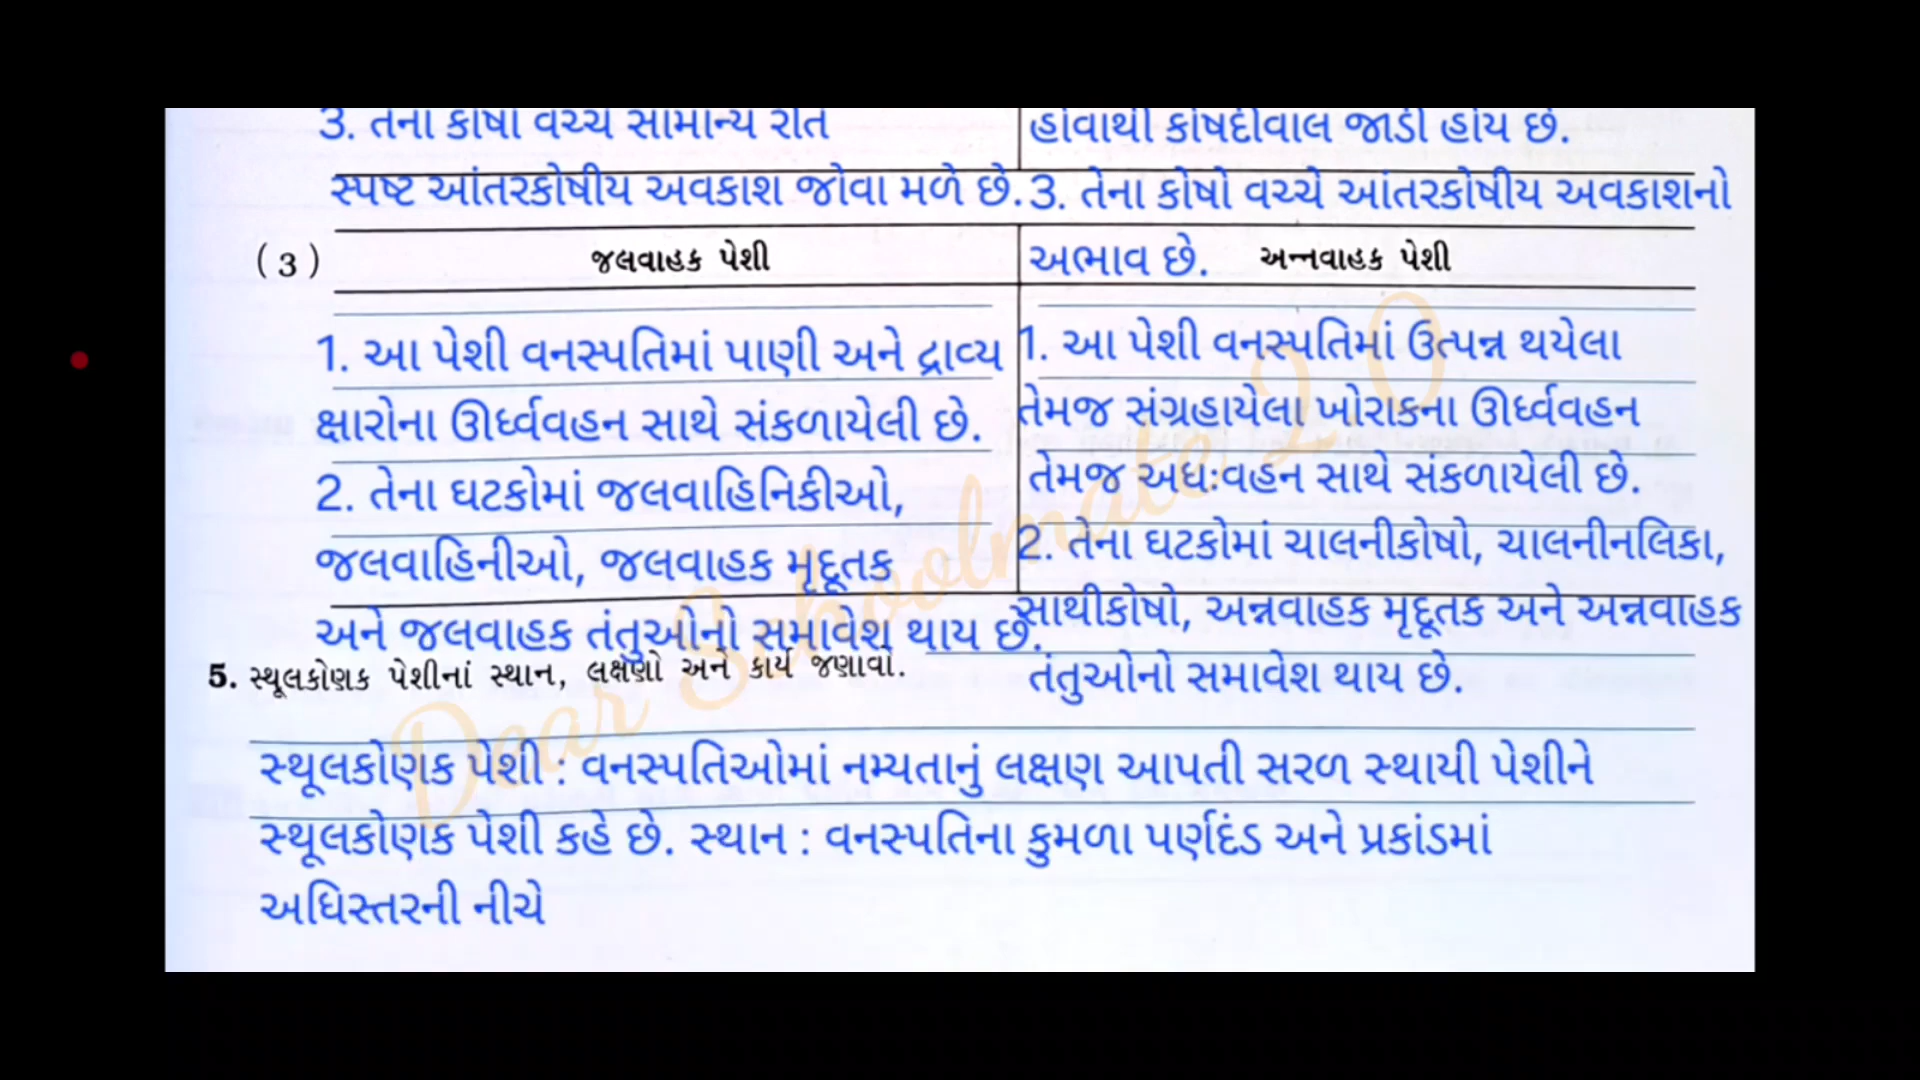 3. તેના કોષો વચ્ચે સામાન્ય રીતે
સ્પષ્ટ આંતરકોષીય અવકાશ જોવા મળે છે.
હોવાથી કોષદીવાલ જાડી હોય છે.
3. તેના કોષો વચ્ચે આંતરકોષીય અવકાશનો
અભાવ છે.
(3) જલવાહક પેશી
અન્નવાહક પેશી
1. આ પેશી વનસ્પતિમાં પાણી અને દ્રાવ્ય
ક્ષારોના ઊર્ધ્વવહન સાથે સંકળાયેલી છે.
2. તેના ઘટકોમાં જલવાહિનિકીઓ,
જલવાહિનીઓ, જલવાહક મૃદૂતક
અને જલવાહક તંતુઓનો સમાવેશ થાય છે.
1. આ પેશી વનસ્પતિમાં ઉત્પન્ન થયેલા
તેમજ સંગ્રહાયેલા ખોરાકના ઊર્ધ્વવહન
તેમજ અધઃવહન સાથે સંકળાયેલી છે.
2. તેના ઘટકોમાં ચાલનીકોષો, ચાલનીનલિકા,
સાથીકોષો, અન્નવાહક મૃદૂતક અને અન્નવાહક
તંતુઓનો સમાવેશ થાય છે.
5. સ્થૂલકોણક પેશીનાં સ્થાન, લક્ષણો અને કાર્ય જણાવો.
સ્થૂલકોણક પેશી : વનસ્પતિઓમાં નમ્યતાનું લક્ષણ આપતી સરળ સ્થાયી પેશીને
સ્થૂલકોણક પેશી કહે છે. સ્થાન : વનસ્પતિના કુમળા પર્ણદંડ અને પ્રકાંડમાં
અધિસ્તરની નીચે
Dear Schoolmate 2.0